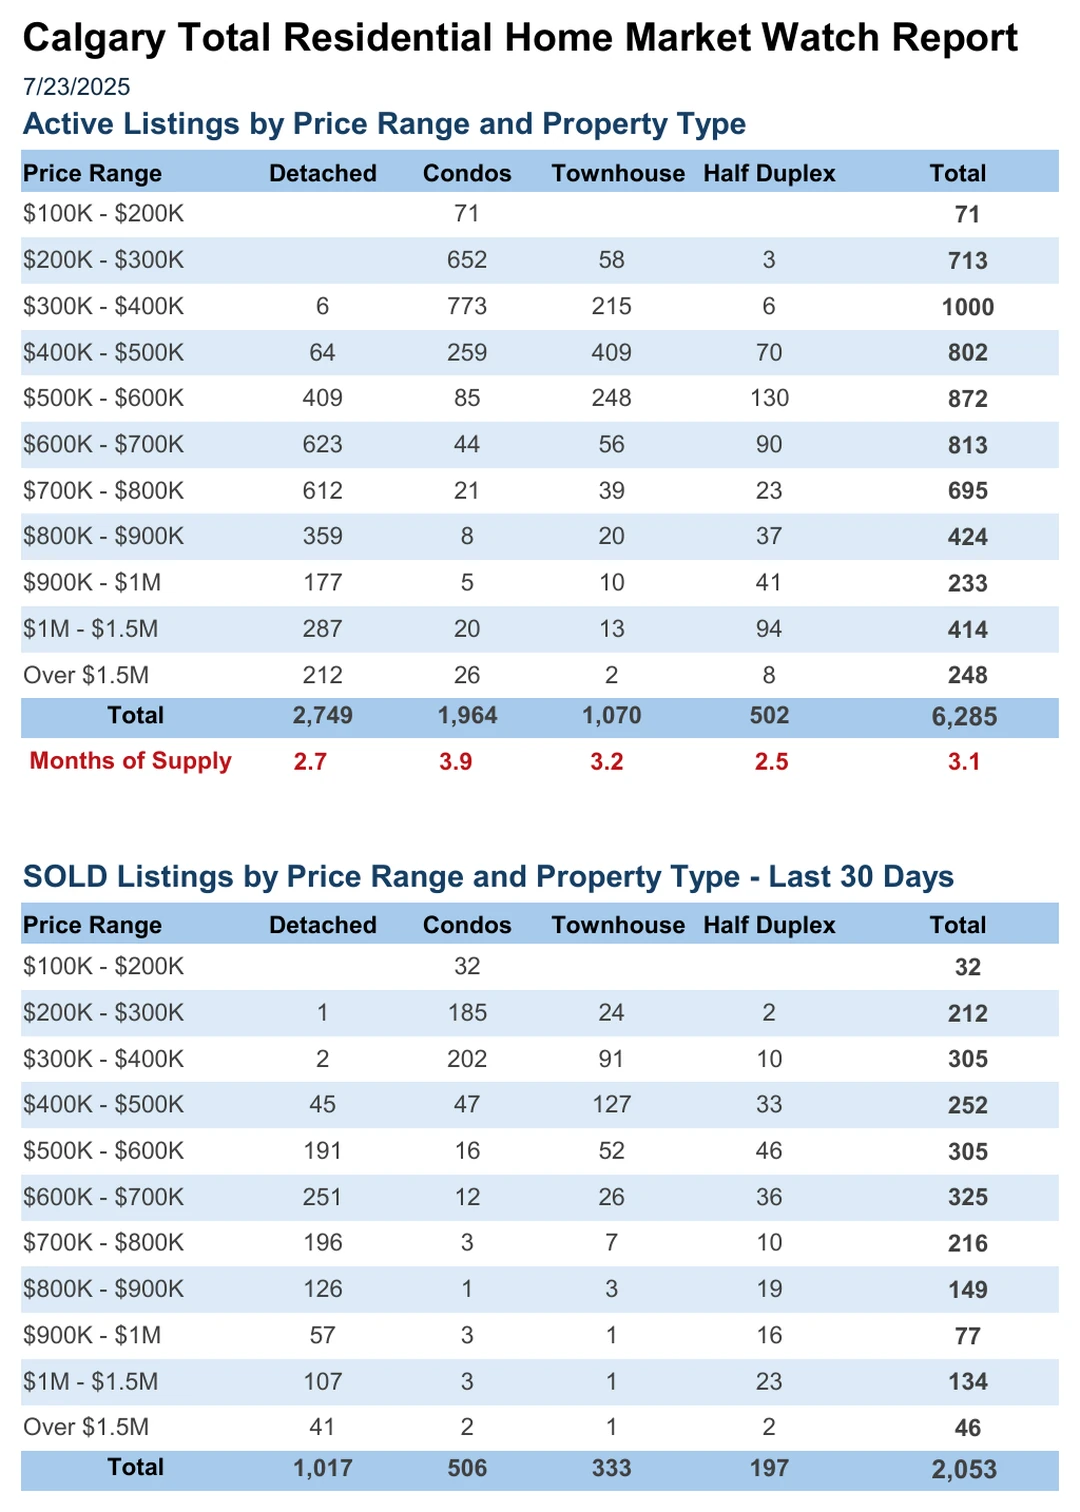 Calgary Total Residential Home Market Watch Report
7/23/2025
Active Listings by Price Range and Property Type
Price Range Detached Condos Townhouse Half Duplex Total
$100K - $200K 71 71
$200K - $300K 652 58 3 713
$300K - $400K 6 773 215 6 1000
$400K - $500K 64 259 409 70 802
$500K - $600K 409 85 248 130 872
$600K - $700K 623 44 56 90 813
$700K - $800K 612 21 39 23 695
$800K - $900K 359 8 20 37 424
$900K - $1M 177 5 10 41 233
$1M - $1.5M 287 20 13 94 414
Over $1.5M 212 26 2 8 248
Total 2,749 1,964 1,070 502 6,285
Months of Supply 2.7 3.9 3.2 2.5 3.1
SOLD Listings by Price Range and Property Type - Last 30 Days
Price Range Detached Condos Townhouse Half Duplex Total
$100K - $200K 32 32
$200K - $300K 1 185 24 2 212
$300K - $400K 2 202 91 10 305
$400K - $500K 45 47 127 33 252
$500K - $600K 191 16 52 46 305
$600K - $700K 251 12 26 36 325
$700K - $800K 196 3 7 10 216
$800K - $900K 126 1 3 19 149
$900K - $1M 57 3 1 16 77
$1M - $1.5M 107 3 1 23 134
Over $1.5M 41 2 1 2 46
Total 1,017 506 333 197 2,053